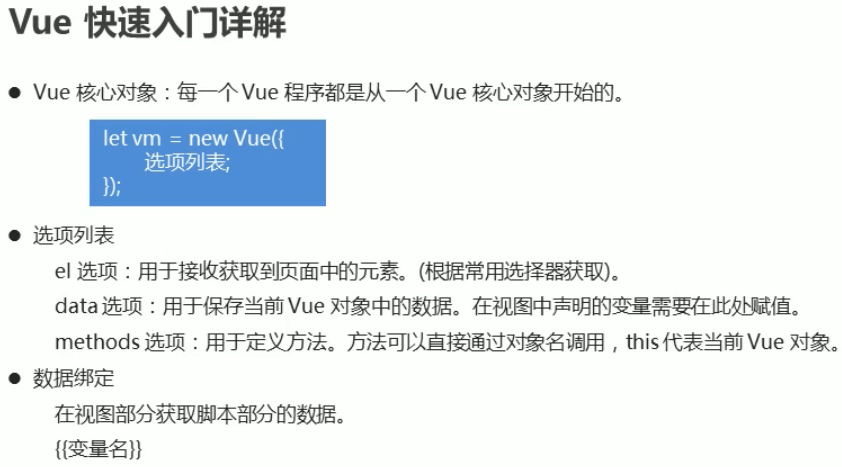 Vue 快速入门详解
● Vue 核心对象：每一个 Vue 程序都是从一个 Vue 核心对象开始的。
let vm = new Vue({
选项列表;
});
● 选项列表
el 选项：用于接收获取到页面中的元素。(根据常用选择器获取)。
data 选项：用于保存当前 Vue 对象中的数据。在视图中声明的变量需要在此处赋值。
methods 选项：用于定义方法。方法可以直接通过对象名调用，this 代表当前 Vue 对象。
● 数据绑定
在视图部分获取脚本部分的数据。
{{变量名}}